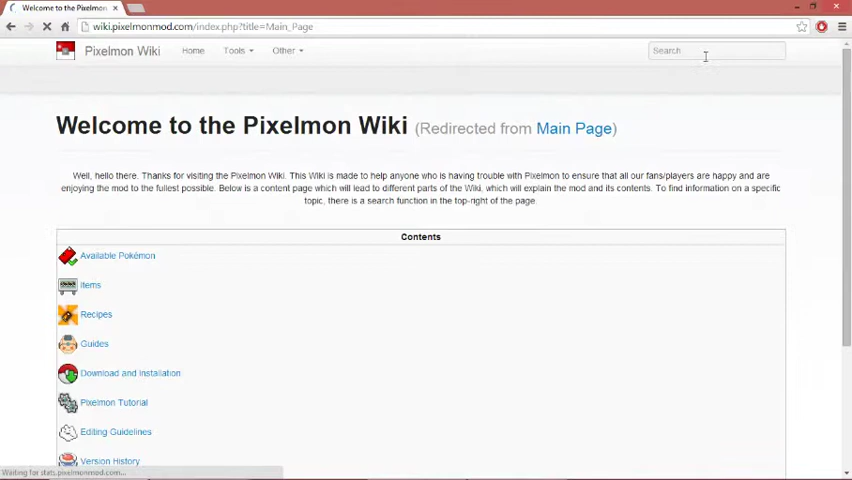 Welcome to the Pixelmon
wiki.pixelmonmod.com/index.php?title=Main_Page
Pixelmon Wiki Home Tools Other Search
Welcome to the Pixelmon Wiki (Redirected from Main Page)
Well, hello there. Thanks for visiting the Pixelmon Wiki. This Wiki is made to help anyone who is having trouble with Pixelmon to ensure that all our fans/players are happy and are
enjoying the mod to the fullest possible. Below is a content page which will lead to different parts of the Wiki, which will explain the mod and its contents. To find information on a specific
topic, there is a search function in the top-right of the page.
Contents
Available Pokémon
Items
Recipes
Guides
Download and Installation
Pixelmon Tutorial
Editing Guidelines
Version History
Waiting for stats.pixelmonmod.com...